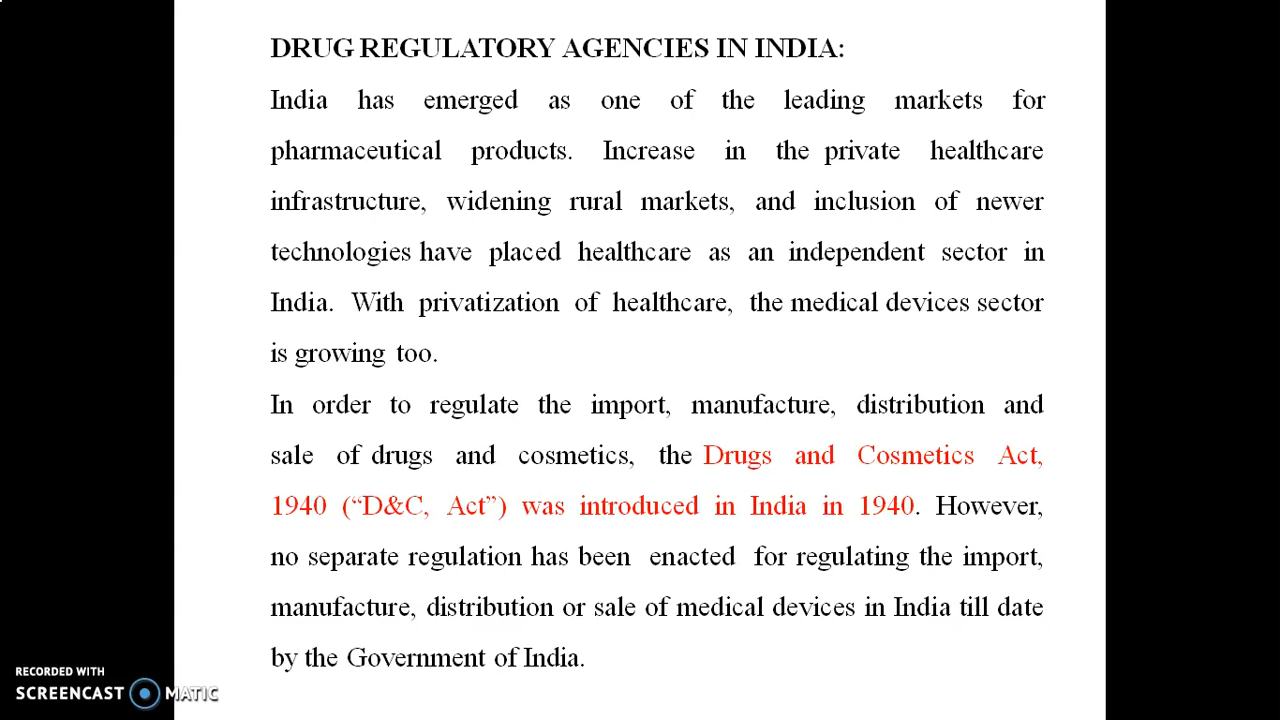 DRUG REGULATORY AGENCIES IN INDIA:
India has emerged as one of the leading markets for
pharmaceutical products. Increase in the private healthcare
infrastructure, widening rural markets, and inclusion of newer
technologies have placed healthcare as an independent sector in
India. With privatization of healthcare, the medical devices sector
is growing too.
In order to regulate the import, manufacture, distribution and
sale of drugs and cosmetics, the Drugs and Cosmetics Act,
1940 (“D&C, Act”) was introduced in India in 1940. However,
no separate regulation has been enacted for regulating the import,
manufacture, distribution or sale of medical devices in India till date
by the Government of India.
RECORDED WITH
SCREENCAST MATIC